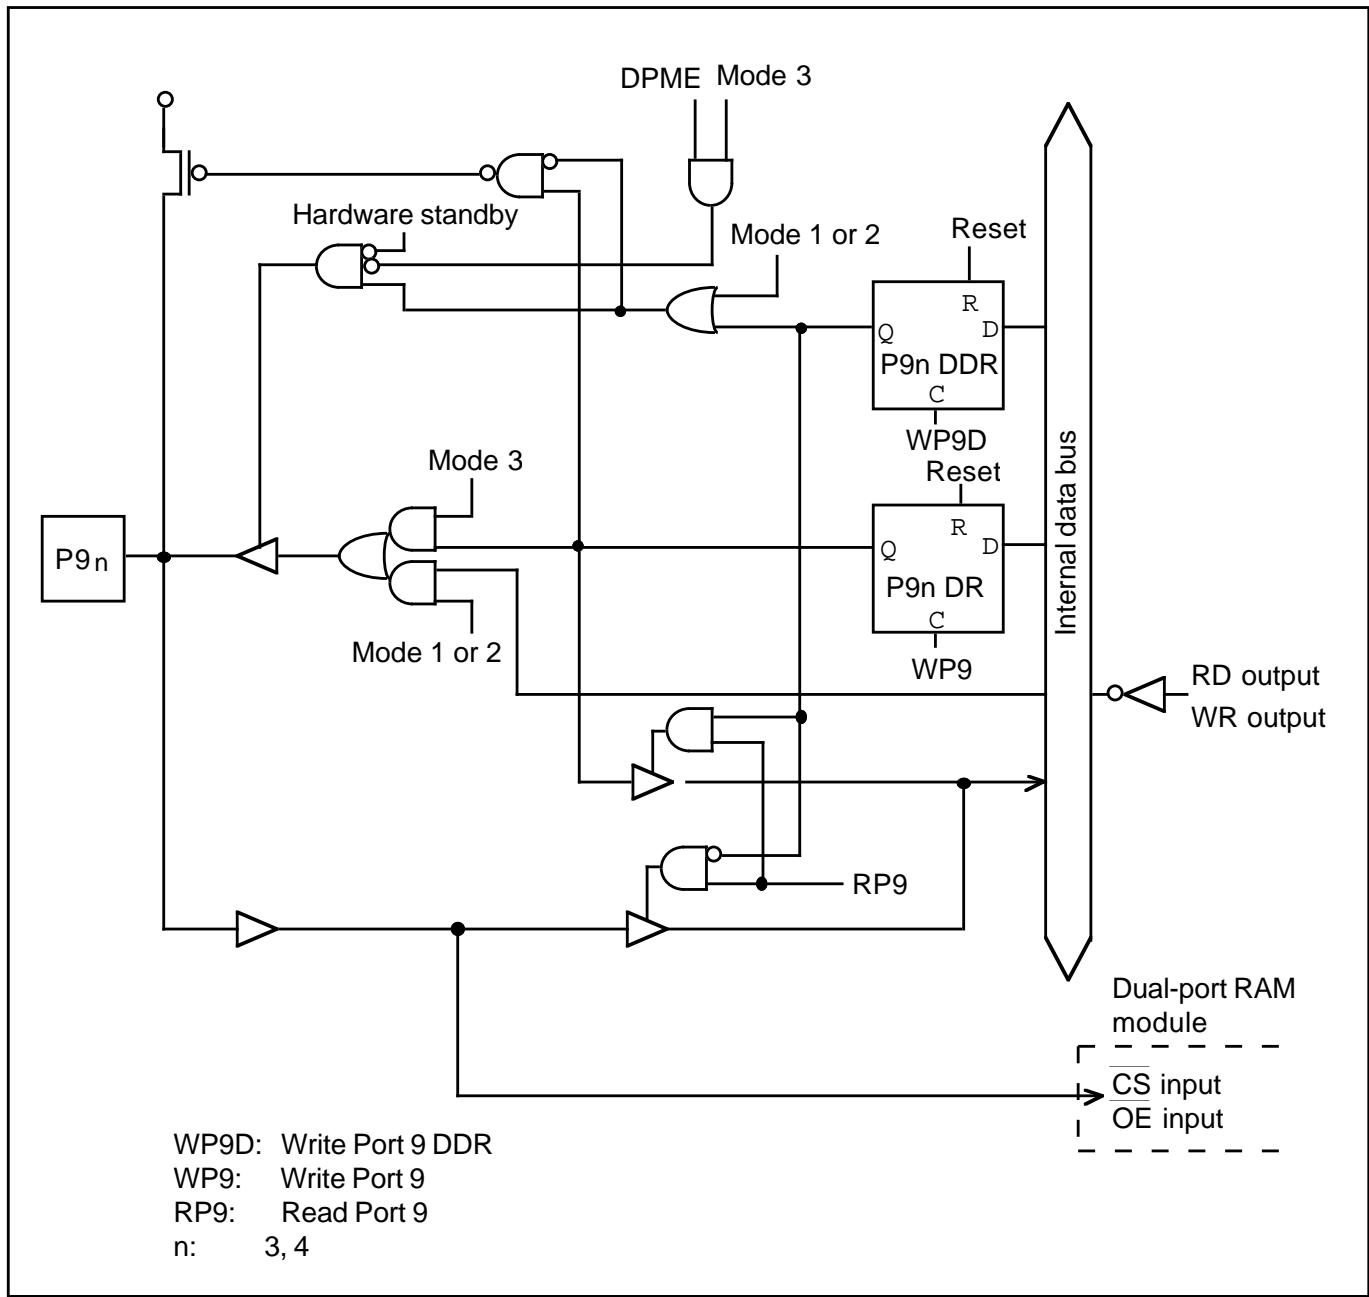 DPME Mode 3
Hardware standby
Mode 1 or 2
Reset
R
Q
D
P9n DDR
C
WP9D
Reset
Mode 3
R
Q
D
P9n
P9n DR
C
Internal data bus
Mode 1 or 2
WP9
RD output
WR output
RP9
Dual-port RAM
module
CS input
OE input
WP9D: Write Port 9 DDR
WP9: Write Port 9
RP9: Read Port 9
n: 3, 4